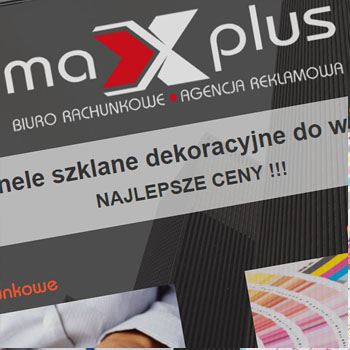 maXplus
BIURO RACHUNKOWE • AGENCJA REKLAMOWA
nele szklane dekoracyjne do w
NAJLEPSZE CENY !!!
unkowe